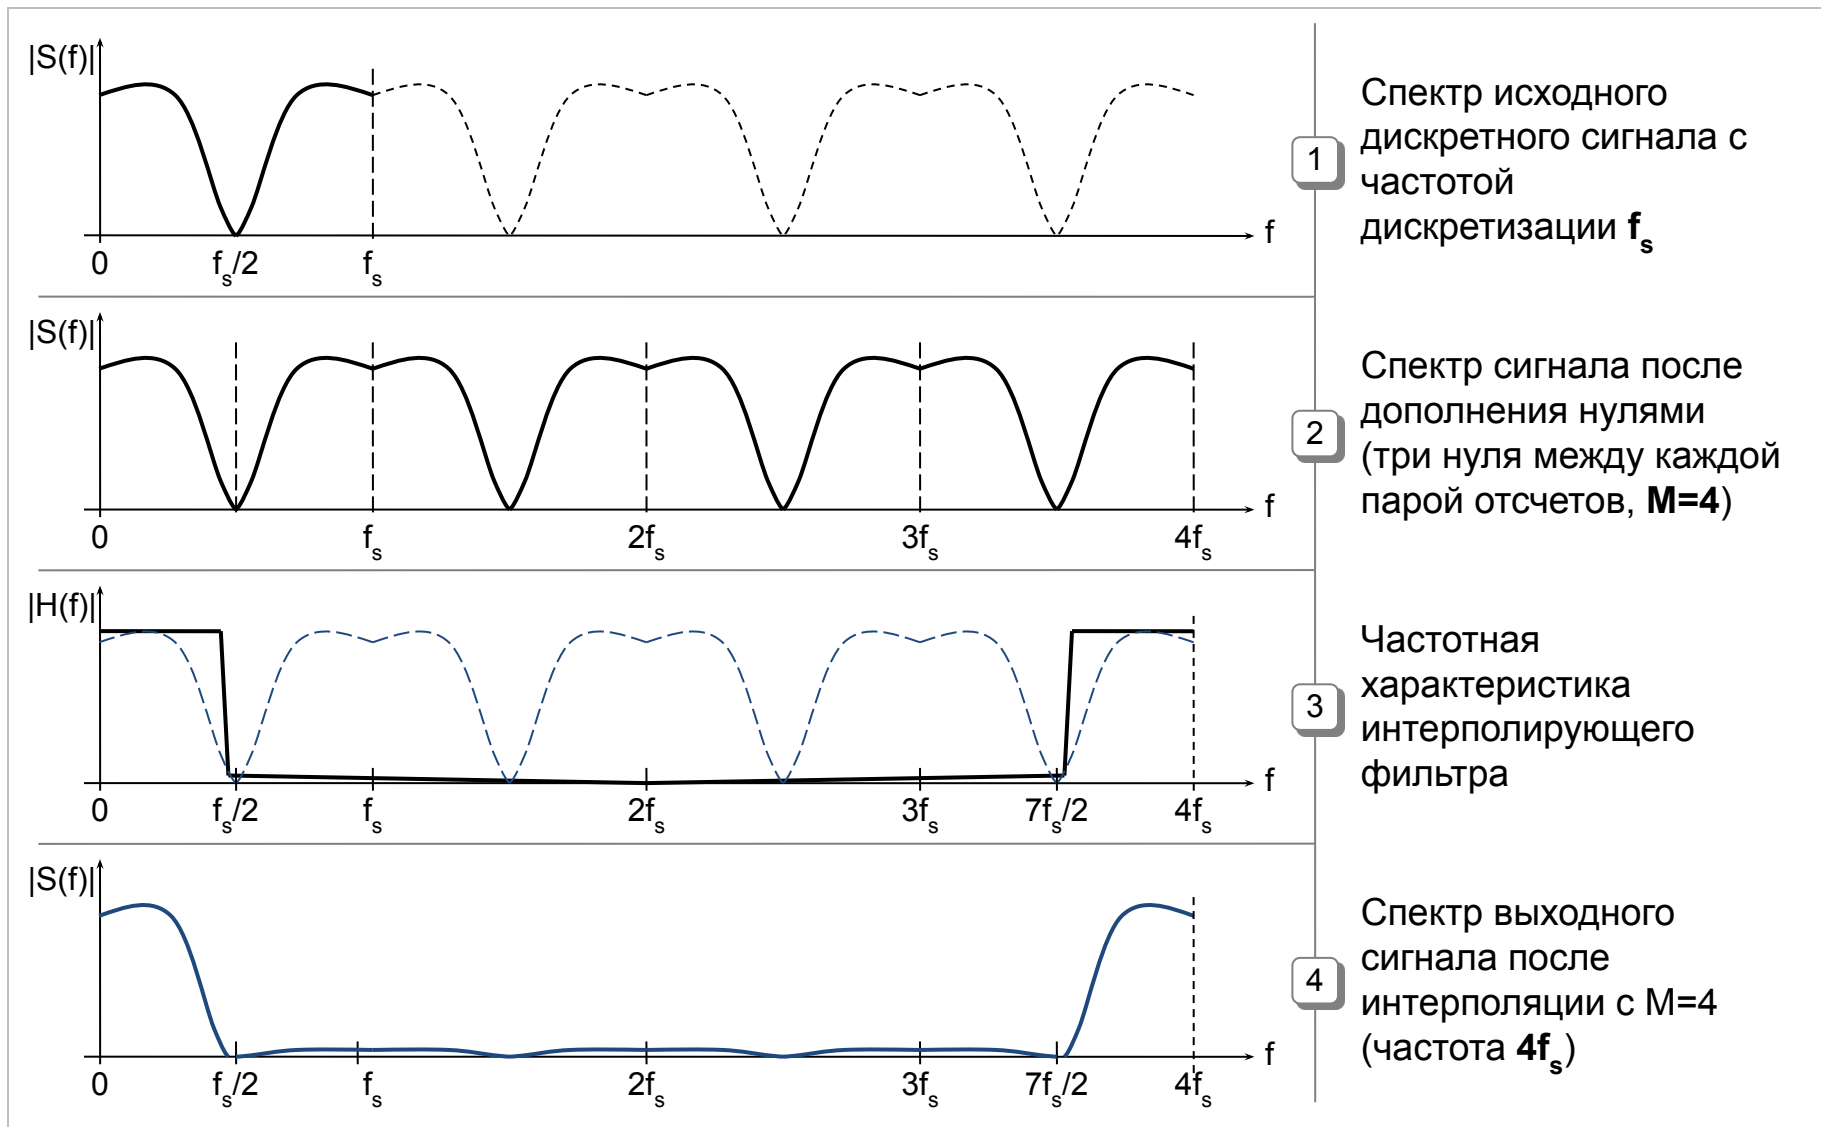 |S(f)|
f
0 fs/2 fs
1
Спектр исходного
дискретного сигнала с
частотой
дискретизации fs
|S(f)|
f
0 fs 2fs 3fs 4fs
2
Спектр сигнала после
дополнения нулями
(три нуля между каждой
парой отсчетов, M=4)
|H(f)|
f
0 fs/2 fs 2fs 3fs 7fs/2 4fs
3
Частотная
характеристика
интерполирующего
фильтра
|S(f)|
f
0 fs/2 fs 2fs 3fs 7fs/2 4fs
4
Спектр выходного
сигнала после
интерполяции с M=4
(частота 4fs)